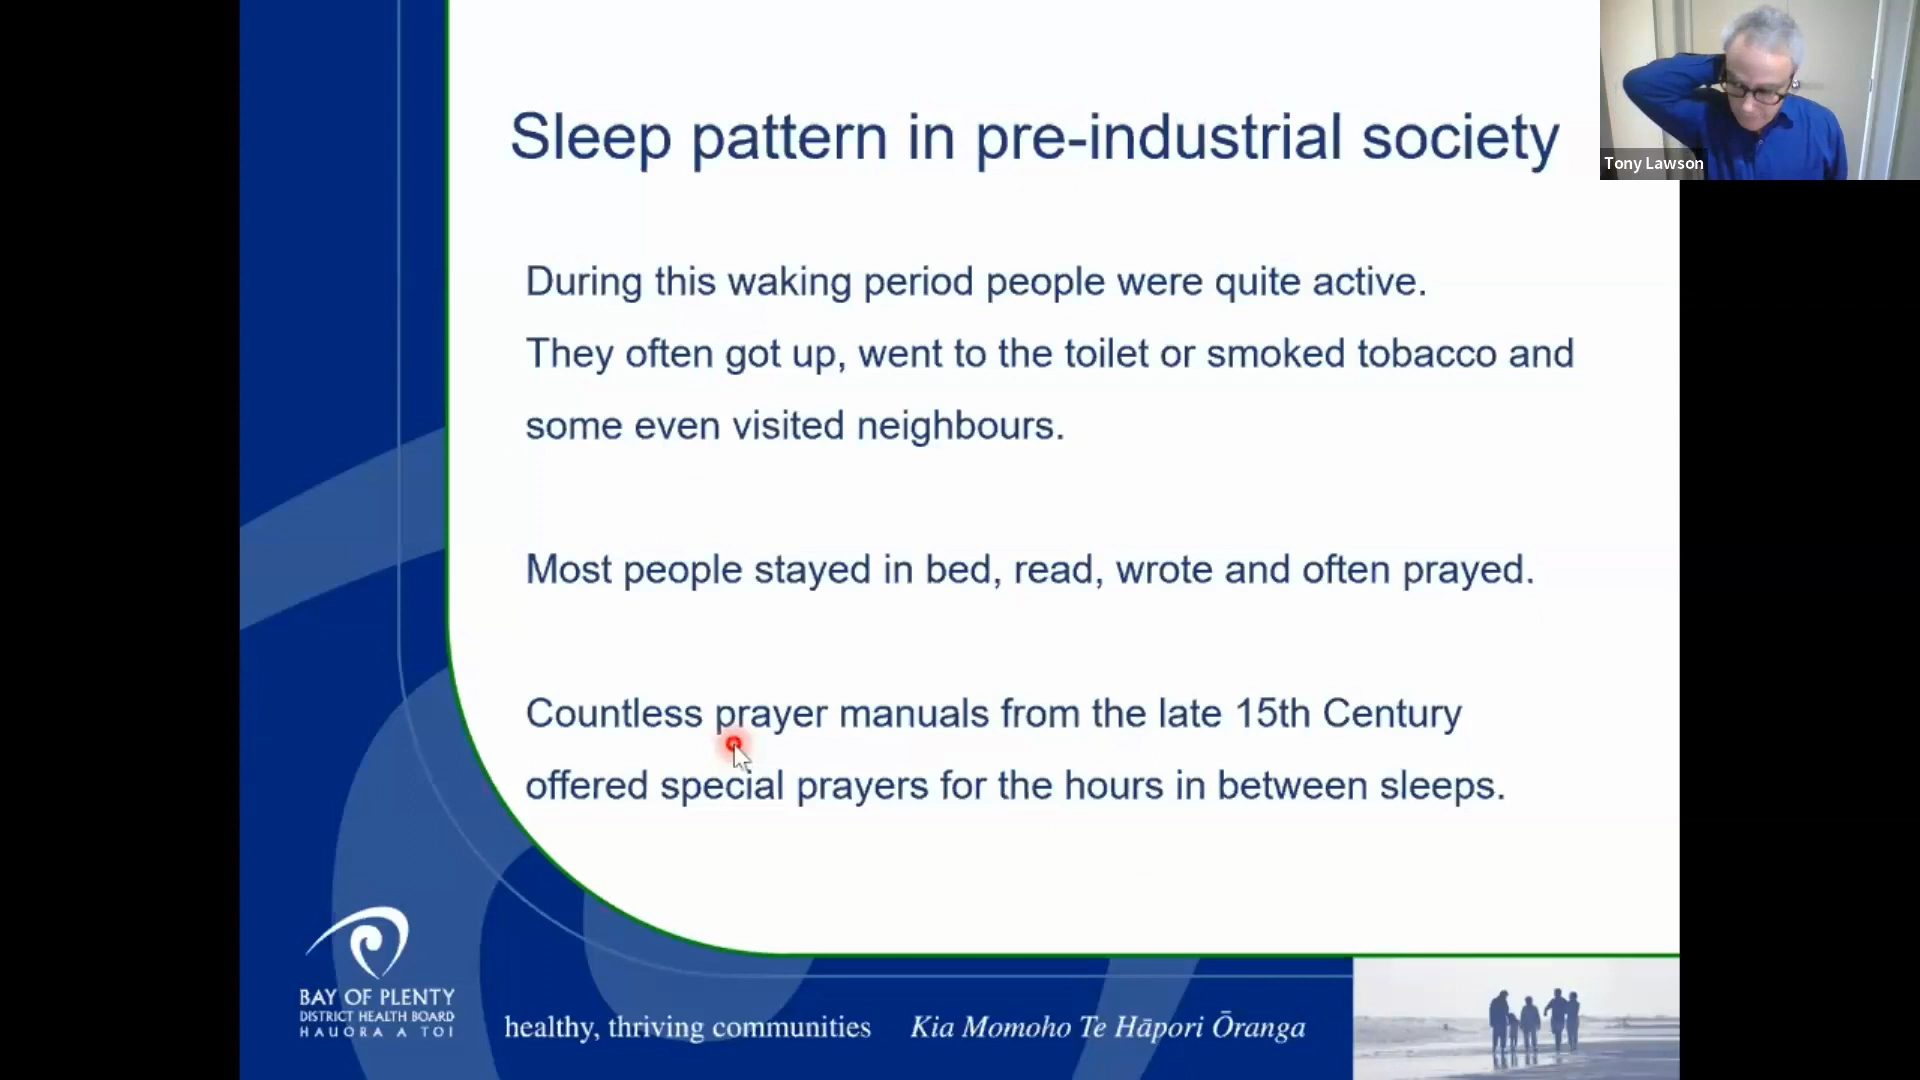 Sleep pattern in pre-industrial society
During this waking period people were quite active.
They often got up, went to the toilet or smoked tobacco and
some even visited neighbours.
Most people stayed in bed, read, wrote and often prayed.
Countless prayer manuals from the late 15th Century
offered special prayers for the hours in between sleeps.
Tony Lawson
BAY OF PLENTY
DISTRICT HEALTH BOARD
HAUORA A TOI
healthy, thriving communities Kia Momoho Te Hāpori Ōranga